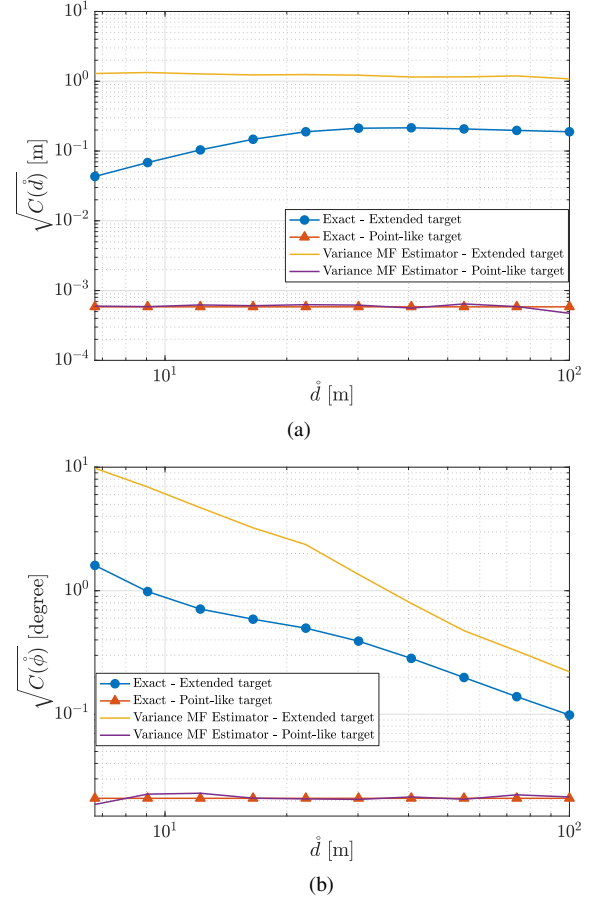 10^1
10^0
10^-1
10^-2
10^-3
10^-4
√C(d̊) [m]
Exact - Extended target
Exact - Point-like target
Variance MF Estimator - Extended target
Variance MF Estimator - Point-like target
10^1
10^2
d̊ [m]
(a)
10^1
10^0
10^-1
√C(ϕ̊) [degree]
Exact - Extended target
Exact - Point-like target
Variance MF Estimator - Extended target
Variance MF Estimator - Point-like target
10^1
10^2
d̊ [m]
(b)